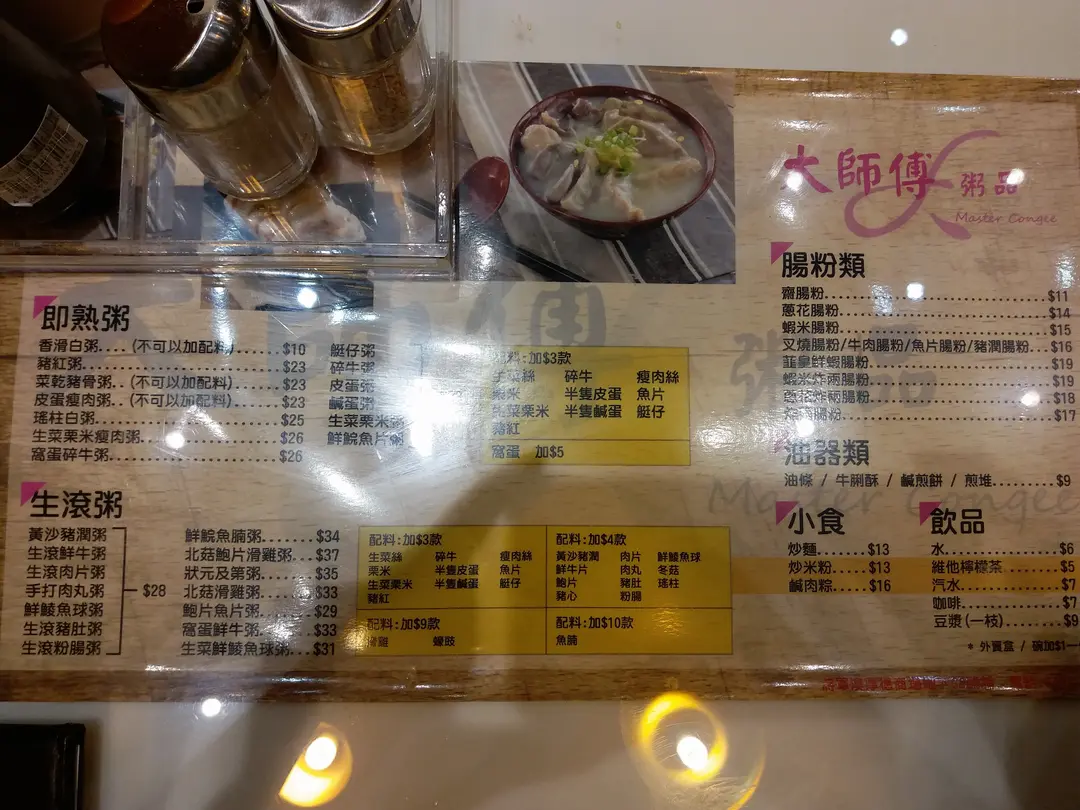 大師傅 粥品
Master Congee
即熟粥
香滑白粥....(不可以加配料)......$10
豬紅粥......$23
菜乾豬骨粥..(不可以加配料)......$23
皮蛋瘦肉粥..(不可以加配料)......$23
瑤柱白粥......$25
生菜粟米瘦肉粥......$26
窩蛋碎牛粥......$26
艇仔粥
碎牛粥
皮蛋粥
鹹蛋粥
生菜粟米粥
鮮鯇魚片粥
料:加$3款
生菜絲 碎牛 瘦肉絲
粟米 半隻皮蛋 魚片
生菜粟米 半隻鹹蛋 艇仔
豬紅
窩蛋 加$5
生滾粥
黃沙豬潤粥
生滾鮮牛粥
生滾肉片粥
手打肉丸粥
鮮鯪魚球粥
生滾豬肚粥
生滾粉腸粥
$28
鮮鯇魚腩粥......$34
北菇鮑片滑雞粥...$37
狀元及第粥......$35
北菇滑雞粥......$33
鮑片魚片粥......$29
窩蛋鮮牛粥......$33
生菜鮮鯪魚球粥...$31
配料:加$3款
生菜絲 碎牛 瘦肉絲
粟米 半隻皮蛋 魚片
生菜粟米 半隻鹹蛋 艇仔
豬紅
配料:加$4款
黃沙豬潤 肉片 鮮鯪魚球
鮮牛片 肉丸 冬菇
鮑片 豬肚 瑤柱
豬心 粉腸
配料:加$9款
滑雞 蠔豉
配料:加$10款
魚腩
腸粉類
齋腸粉......$11
蔥花腸粉......$14
蝦米腸粉......$15
叉燒腸粉/牛肉腸粉/魚片腸粉/豬潤腸粉....$16
韮皇鮮蝦腸粉......$19
蝦米炸兩腸粉......$19
蔥花炸兩腸粉......$18
炸兩腸粉......$17
油器類
油條 / 牛脷酥 / 鹹煎餅 / 煎堆......$9
小食
炒麵......$13
炒米粉......$13
鹹肉粽......$16
飲品
水......$6
維他檸檬茶......$5
汽水......$7
咖啡......$7
豆漿(一枝)......$9
* 外賣盒 / 碗加$1